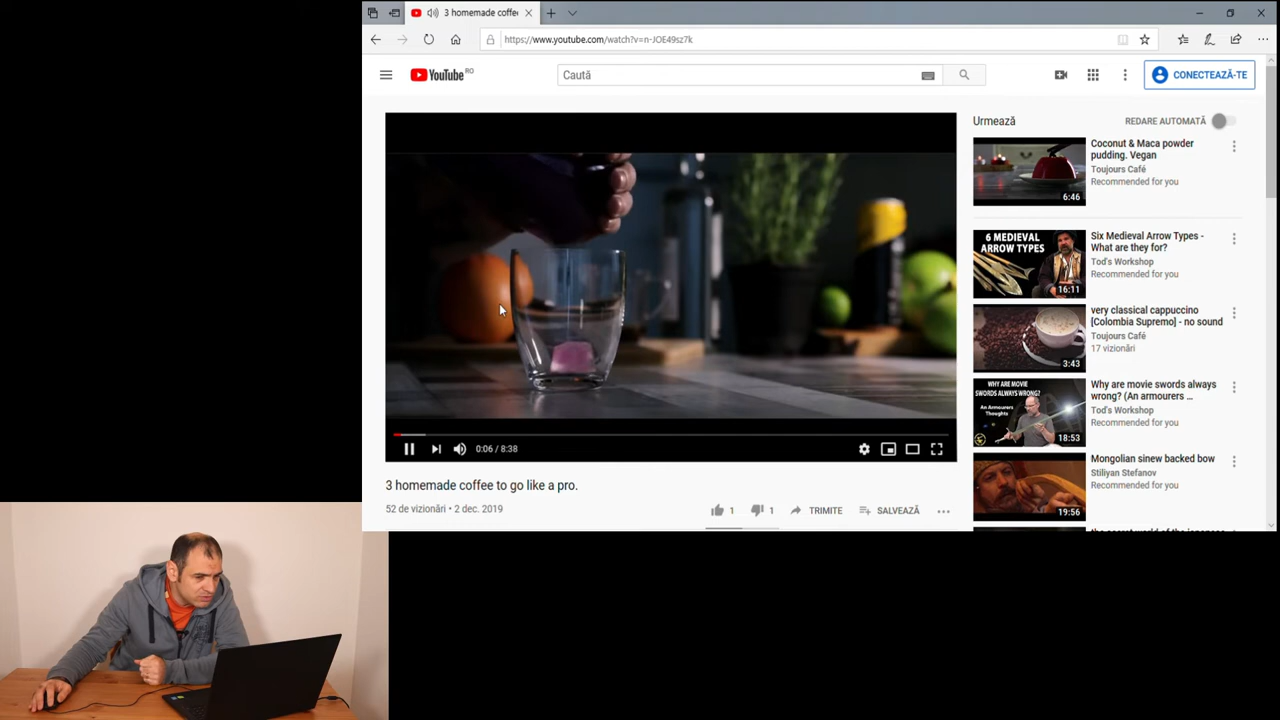 3 homemade coffe
https://www.youtube.com/watch?v=n-JOE49sz7k
YouTube RO
Caută
CONECTEAZĂ-TE
0:06 / 8:38
3 homemade coffee to go like a pro.
52 de vizionări • 2 dec. 2019
1
1
TRIMITE
SALVEAZĂ
Urmează
REDARE AUTOMATĂ
6:46
Coconut & Maca powder
pudding. Vegan
Toujours Café
Recommended for you
6 MEDIEVAL
ARROW TYPES
16:11
Six Medieval Arrow Types -
What are they for?
Tod's Workshop
Recommended for you
3:43
very classical cappuccino
[Colombia Supremo] - no sound
Toujours Café
17 vizionări
WHY ARE MOVIE
SWORDS ALWAYS WRONG?
An Armourers
Thoughts
18:53
Why are movie swords always
wrong? (An armourers ...
Tod's Workshop
Recommended for you
19:56
Mongolian sinew backed bow
Stiliyan Stefanov
Recommended for you